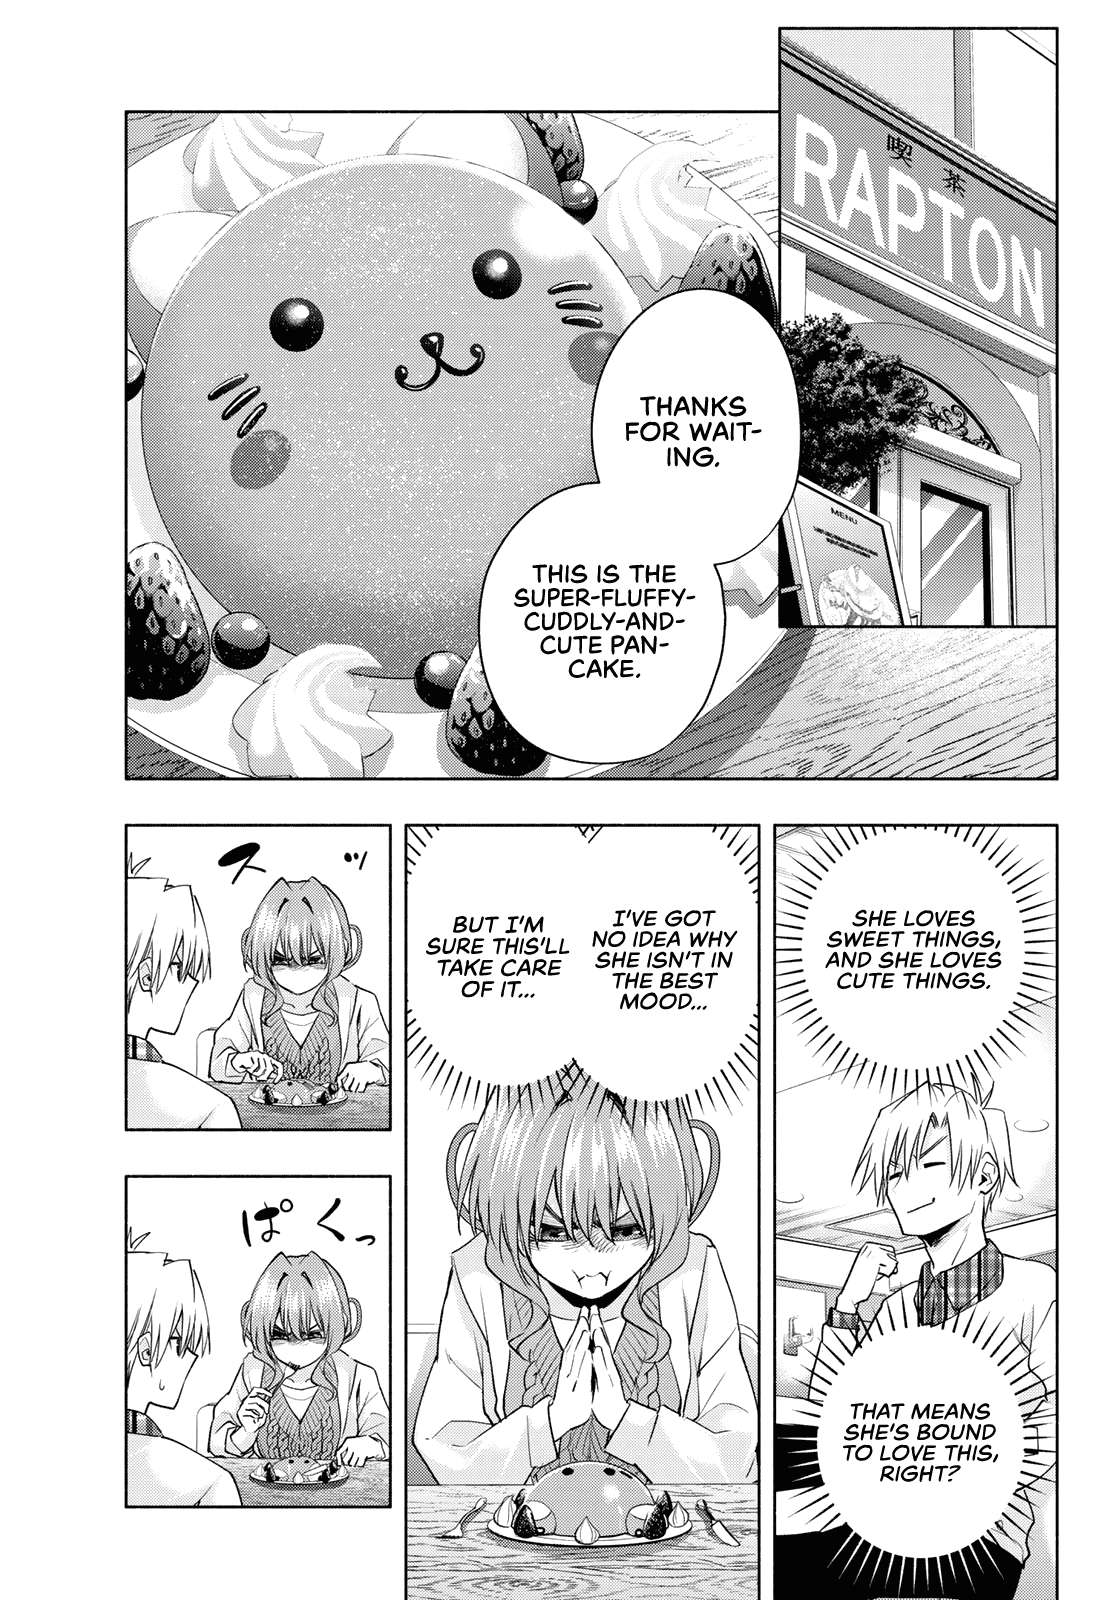 喫茶
RAPTON
MENU
THANKS
FOR WAIT-
ING.
THIS IS THE
SUPER-FLUFFY-
CUDDLY-AND-
CUTE PAN-
CAKE.
SHE LOVES
SWEET THINGS,
AND SHE LOVES
CUTE THINGS.
THAT MEANS
SHE'S BOUND
TO LOVE THIS,
RIGHT?
I'VE GOT
NO IDEA WHY
SHE ISN'T IN
THE BEST
MOOD...
BUT I'M
SURE THIS'LL
TAKE CARE
OF IT...
スッ
ぱくっ